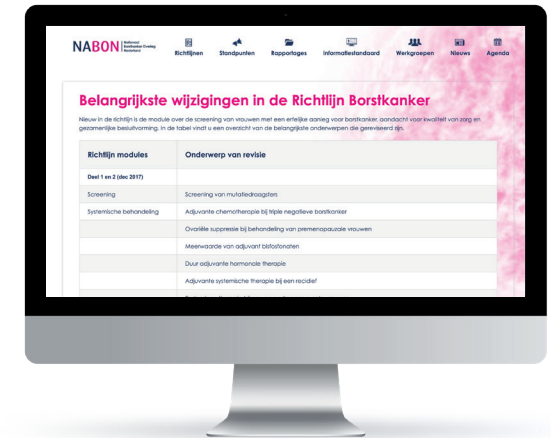 NABON Nationaal Borstkanker Overleg Nederland
Richtlijnen Standpunten Rapportages Informatiestandaard Werkgroepen Nieuws Agenda
Belangrijkste wijzigingen in de Richtlijn Borstkanker
Nieuw in de richtlijn is de module over de screening van vrouwen met een erfelijke aanleg voor borstkanker, aandacht voor kwaliteit van zorg en
gezamenlijke besluitvorming. In de tabel vindt u een overzicht van de belangrijkste onderwerpen die gereviseerd zijn.
Richtlijn modules Onderwerp van revisie
Deel 1 en 2 (dec 2017)
Screening Screening van mutatiedraagsters
Systemische behandeling Adjuvante chemotherapie bij triple negatieve borstkanker
Ovariële suppressie bij behandeling van premenopauzale vrouwen
Meerwaarde van adjuvant bisfosfonaten
Duur adjuvante hormonale therapie
Adjuvante systemische therapie bij een recidief